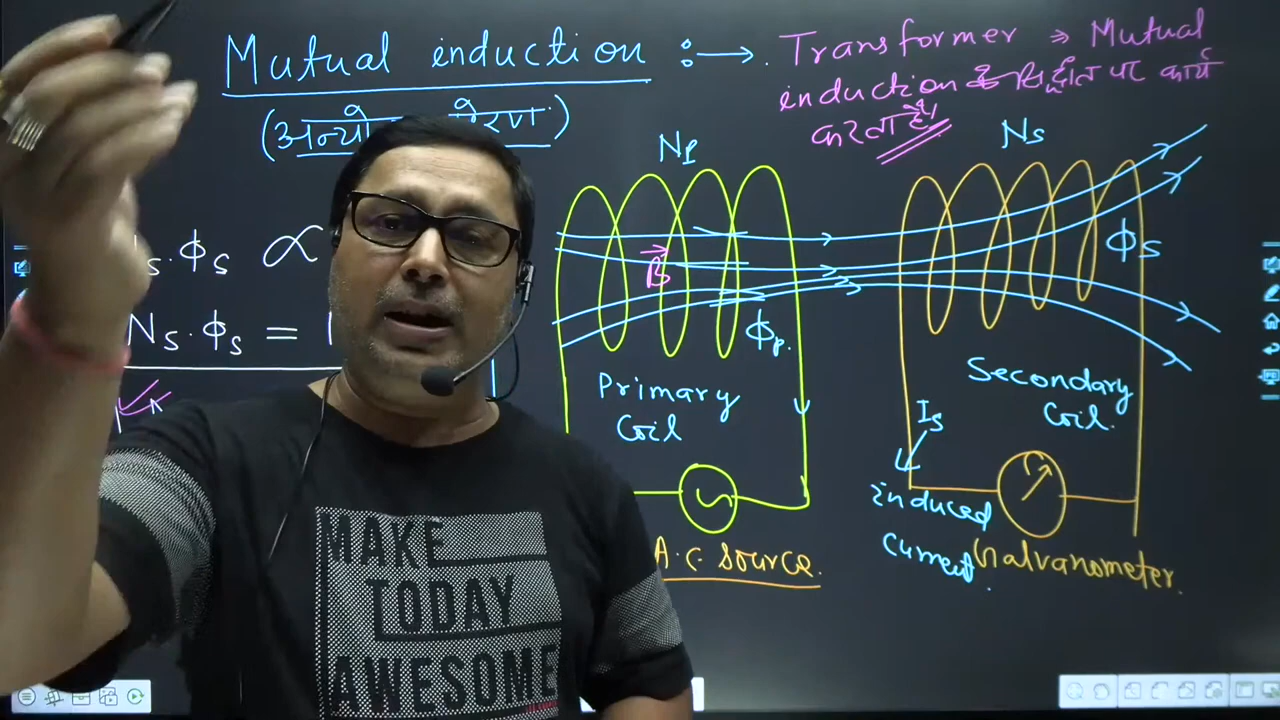 Mutual induction :→ Transformer ⇒ Mutual
induction के सिद्धांत पर कार्य
करता है।
Np
Ns
B
ϕs
ϕs ∝
Ns·ϕs =
ϕp.
Primary
Coil
Secondary
Coil.
Is
induced
current
A.C Source.
Galvanometer.
MAKE
TODAY
AWESOME